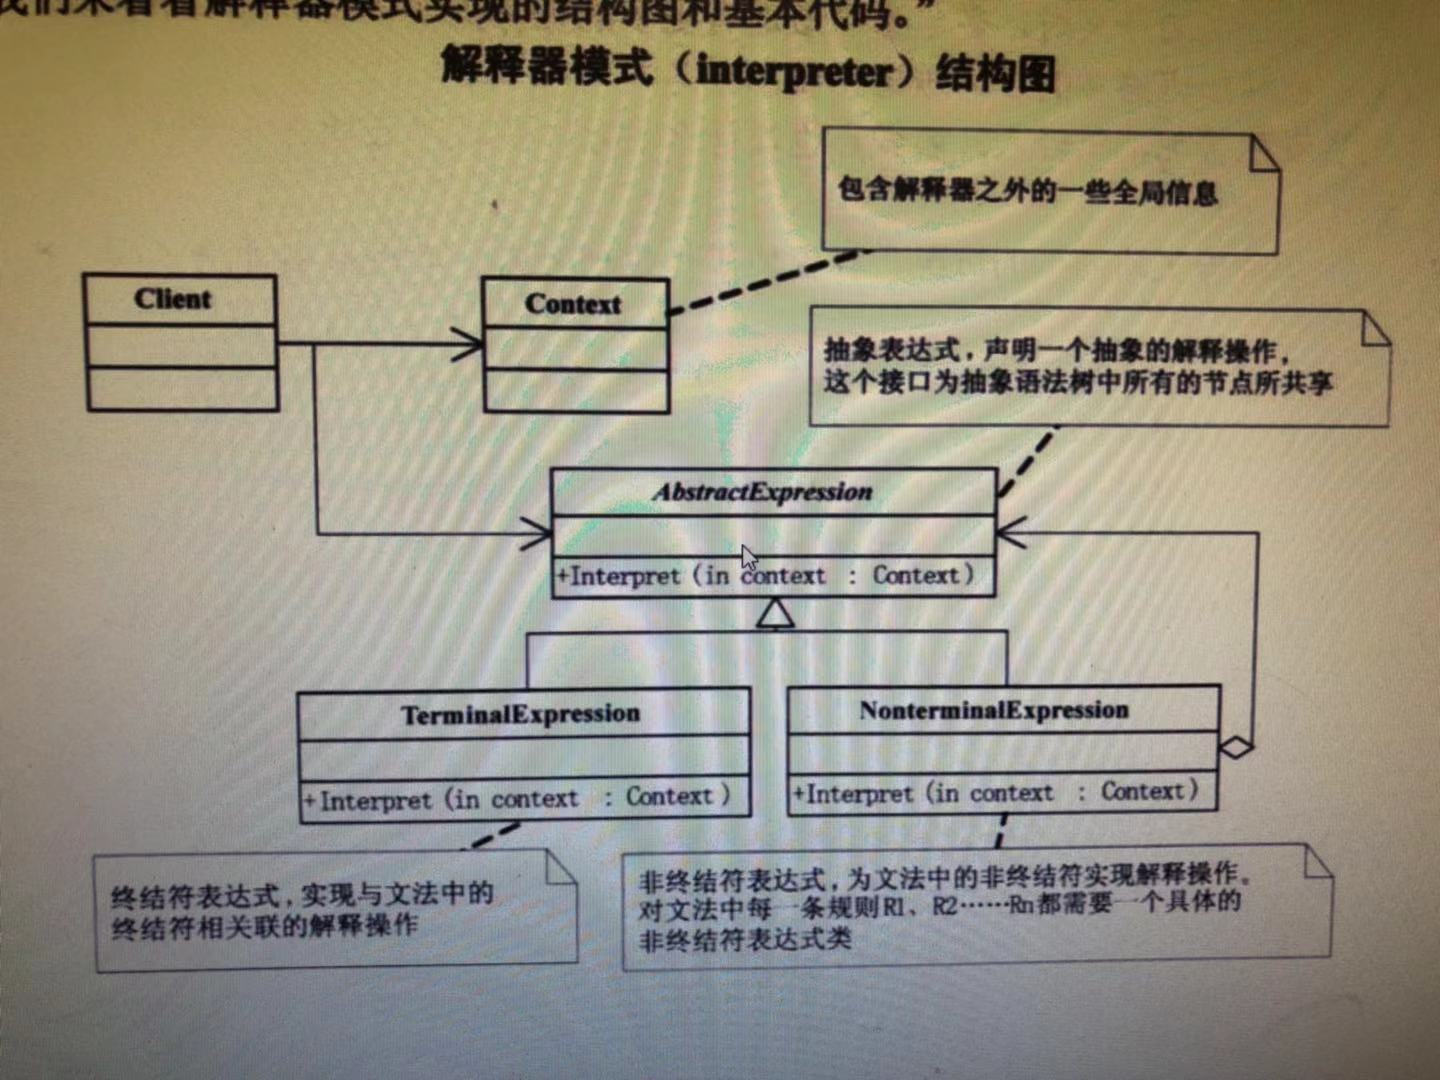 我们来看看解释器模式实现的结构图和基本代码。”
解释器模式（interpreter）结构图
包含解释器之外的一些全局信息
Client
Context
抽象表达式，声明一个抽象的解释操作，
这个接口为抽象语法树中所有的节点所共享
AbstractExpression
+Interpret (in context : Context)
TerminalExpression
+Interpret (in context : Context)
NonterminalExpression
+Interpret (in context : Context)
终结符表达式，实现与文法中的
终结符相关联的解释操作
非终结符表达式，为文法中的非终结符实现解释操作。
对文法中每一条规则R1、R2……Rn都需要一个具体的
非终结符表达式类